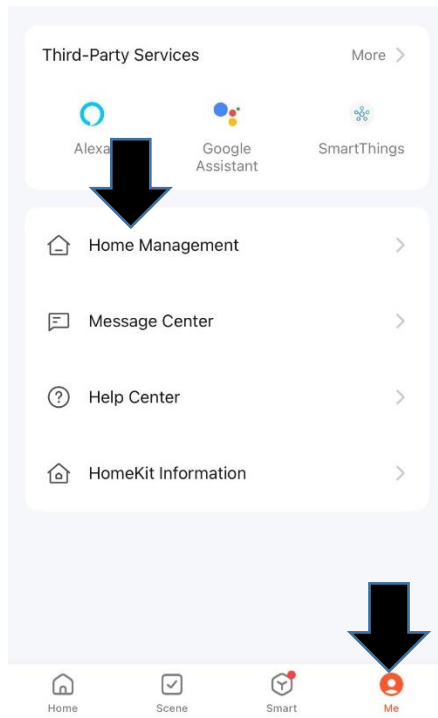 Third-Party Services More
Alexa Google Assistant SmartThings
Home Management
Message Center
Help Center
HomeKit Information
Home Scene Smart Me